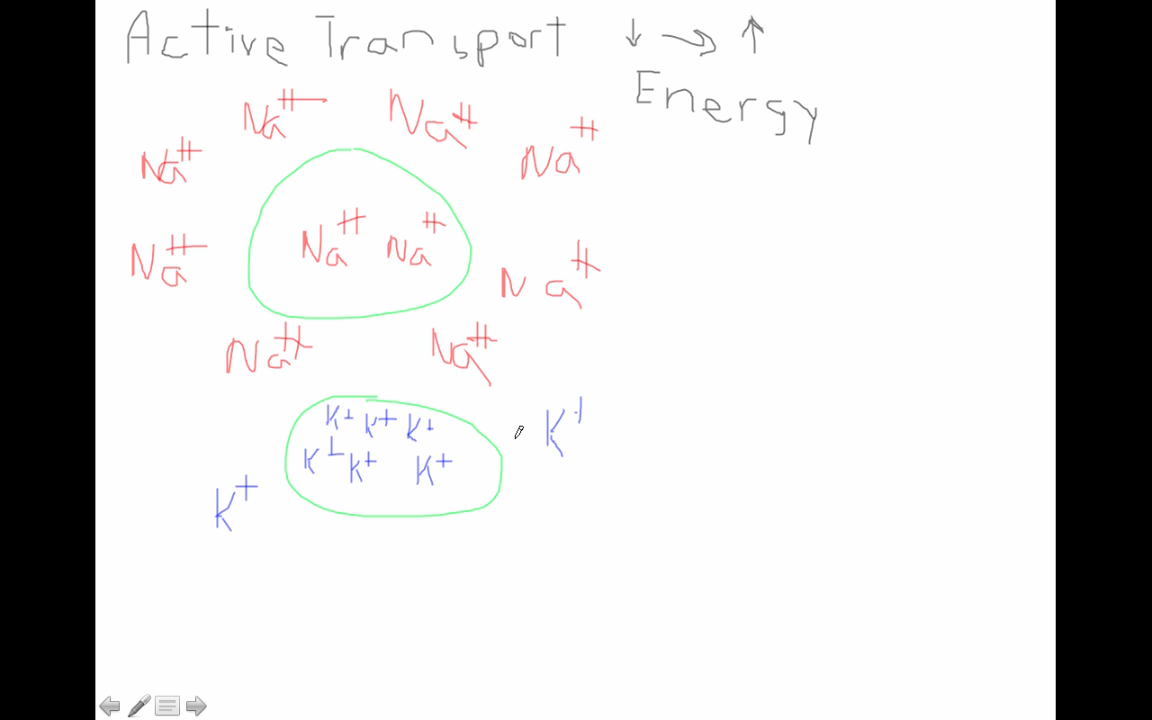 Active Transport ↓ → ↑
Energy
Na⁺⁺ Na⁺⁺
Na⁺⁺ Na⁺⁺
Na⁺⁺ Na⁺⁺ Na⁺⁺ Na⁺⁺
Na⁺⁺ Na⁺⁺
K⁺ K⁺ K⁺ K⁺
K⁺ K⁺ K⁺
K⁺